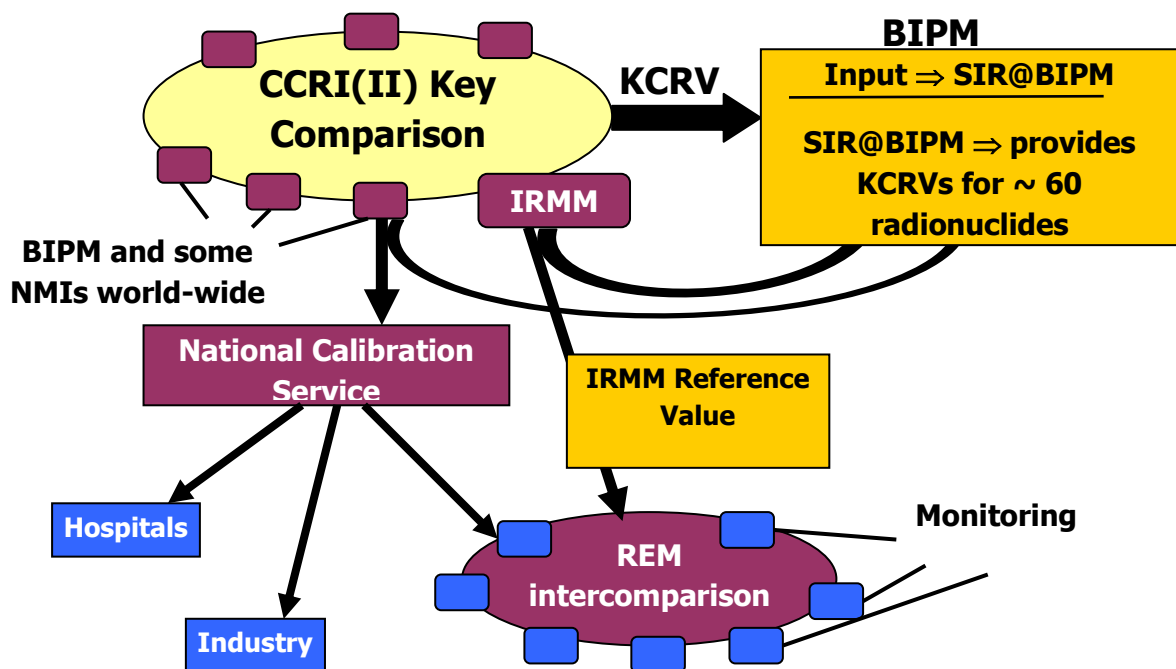 BIPM
CCRI(II) Key
Comparison
KCRV
Input ⇒ SIR@BIPM
SIR@BIPM ⇒ provides
KCRVs for ~ 60
radionuclides
IRMM
BIPM and some
NMIs world-wide
National Calibration
Service
IRMM Reference
Value
Hospitals
Industry
REM
intercomparison
Monitoring